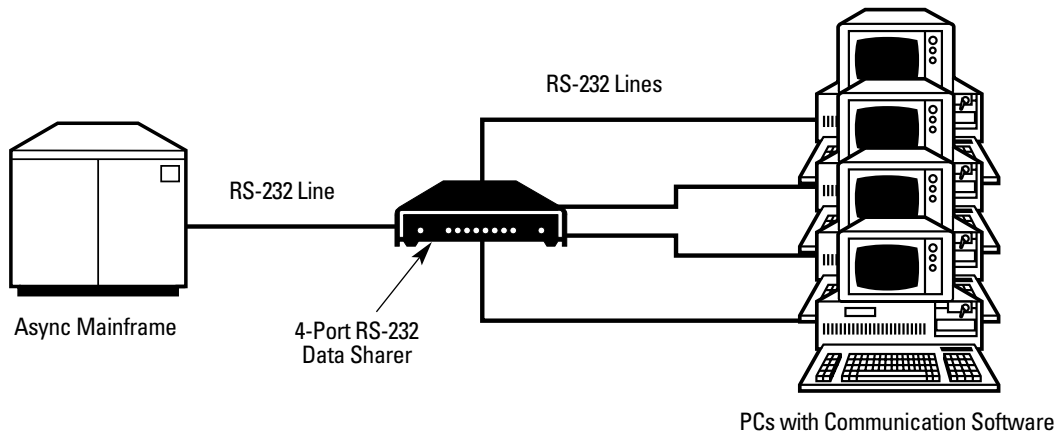 RS-232 Lines
RS-232 Line
Async Mainframe
4-Port RS-232
Data Sharer
PCs with Communication Software